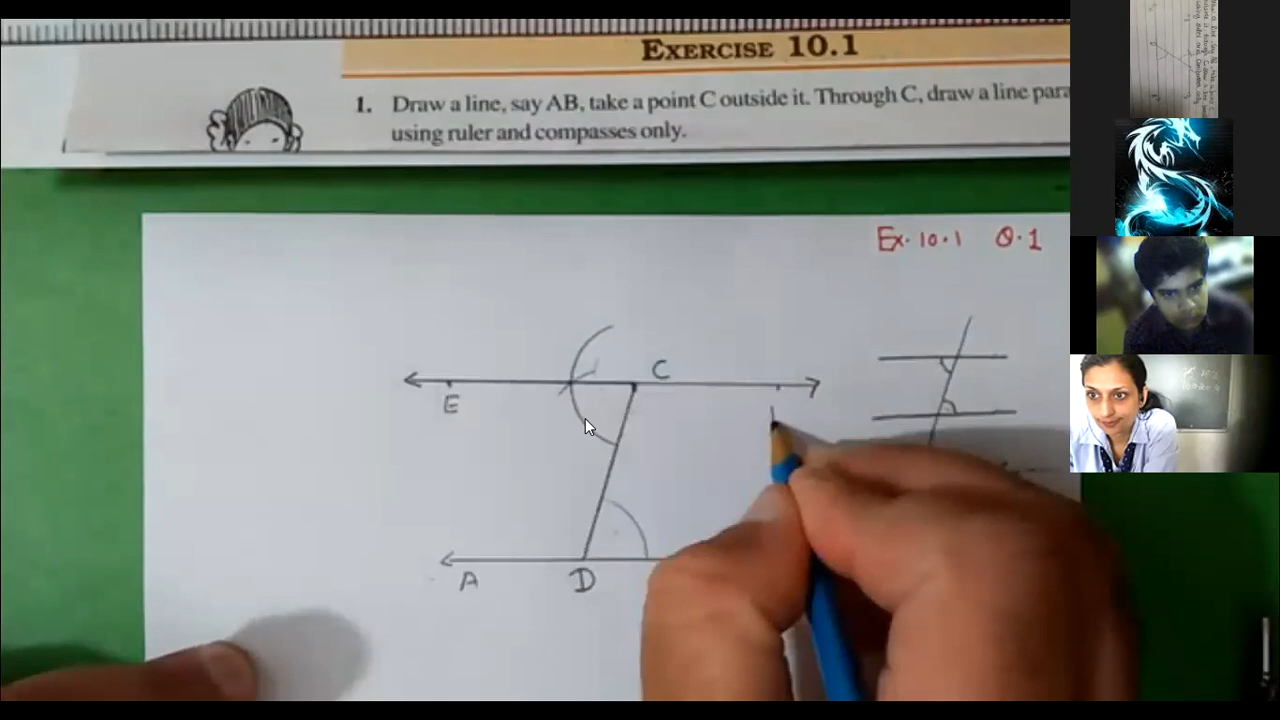 EXERCISE 10.1
1. Draw a line, say AB, take a point C outside it. Through C, draw a line
using ruler and compasses only.
Ex. 10.1 Q.1
C
E
A D